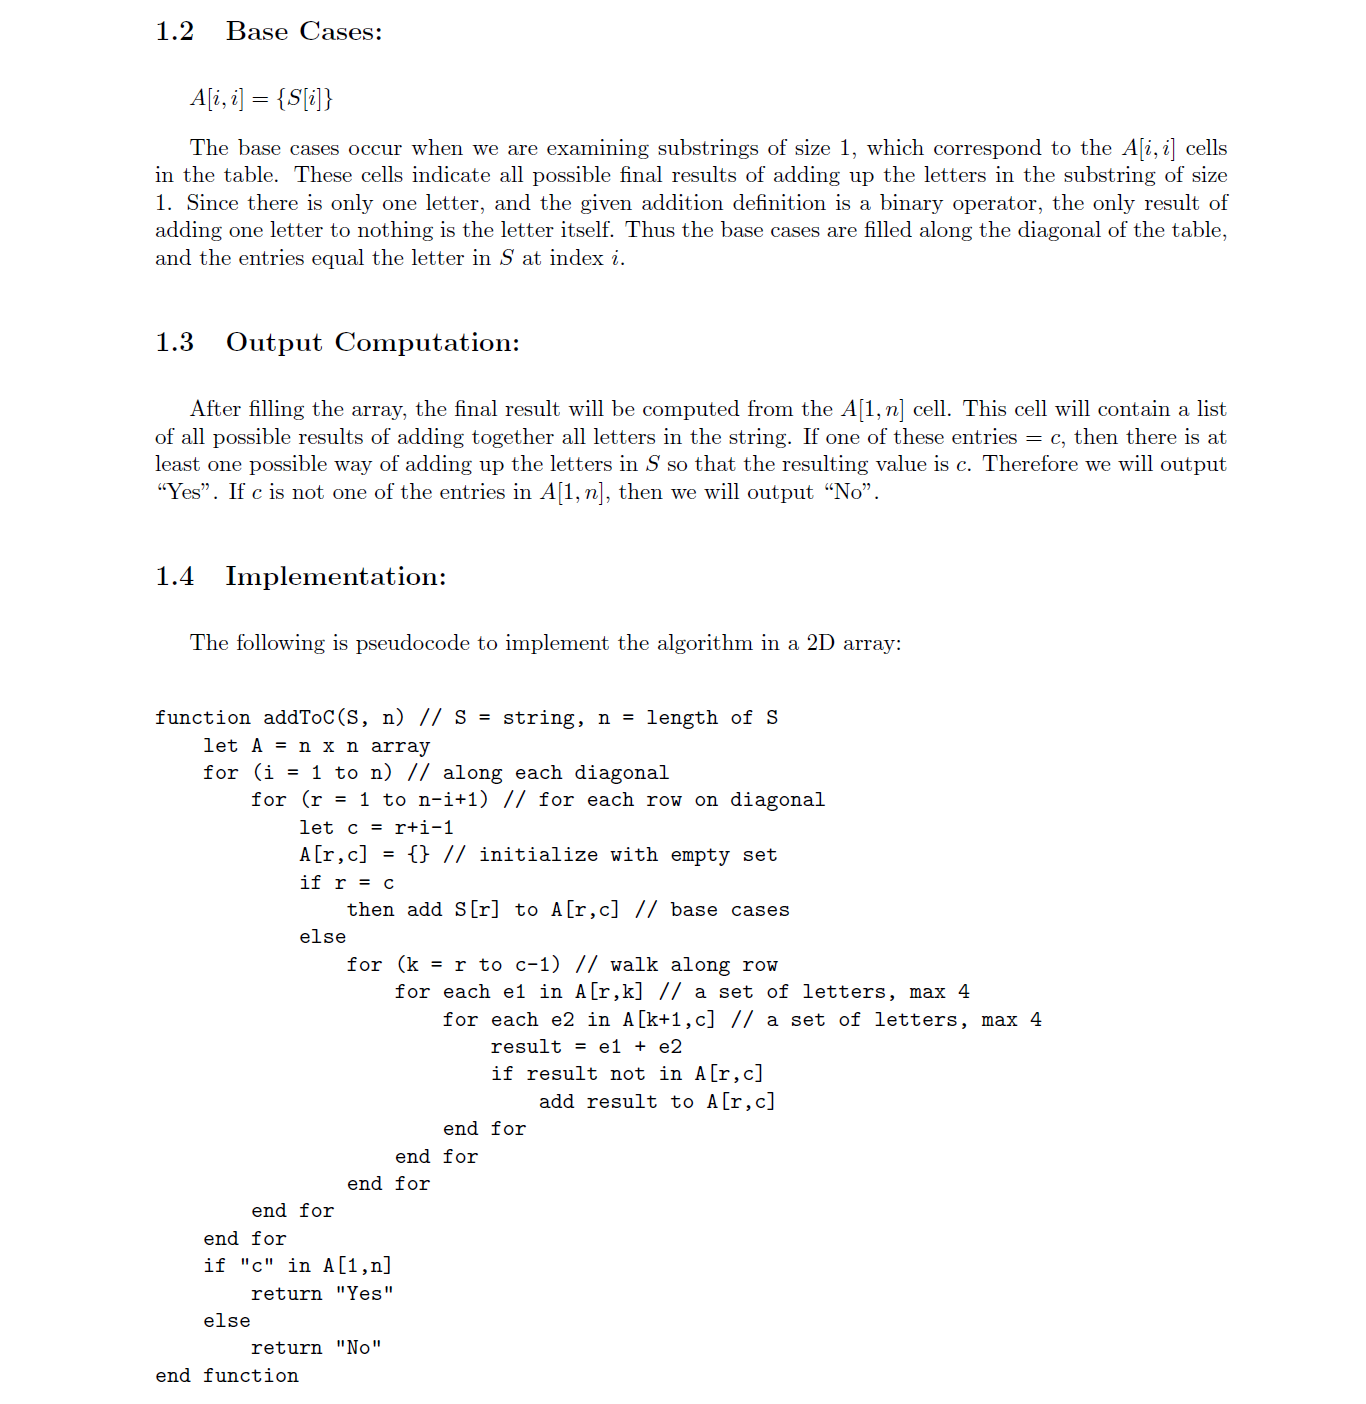 1.2 Base Cases:
A[i, i] = {S[i]}
The base cases occur when we are examining substrings of size 1, which correspond to the A[i, i] cells
in the table. These cells indicate all possible final results of adding up the letters in the substring of size
1. Since there is only one letter, and the given addition definition is a binary operator, the only result of
adding one letter to nothing is the letter itself. Thus the base cases are filled along the diagonal of the table,
and the entries equal the letter in S at index i.
1.3 Output Computation:
After filling the array, the final result will be computed from the A[1, n] cell. This cell will contain a list
of all possible results of adding together all letters in the string. If one of these entries = c, then there is at
least one possible way of adding up the letters in S so that the resulting value is c. Therefore we will output
“Yes”. If c is not one of the entries in A[1, n], then we will output “No”.
1.4 Implementation:
The following is pseudocode to implement the algorithm in a 2D array:
function addToC(S, n) // S = string, n = length of S
    let A = n x n array
    for (i = 1 to n) // along each diagonal
        for (r = 1 to n-i+1) // for each row on diagonal
            let c = r+i-1
            A[r,c] = {} // initialize with empty set
            if r = c
                then add S[r] to A[r,c] // base cases
            else
                for (k = r to c-1) // walk along row
                    for each e1 in A[r,k] // a set of letters, max 4
                        for each e2 in A[k+1,c] // a set of letters, max 4
                            result = e1 + e2
                            if result not in A[r,c]
                                add result to A[r,c]
                        end for
                    end for
                end for
        end for
    end for
    if "c" in A[1,n]
        return "Yes"
    else
        return "No"
end function